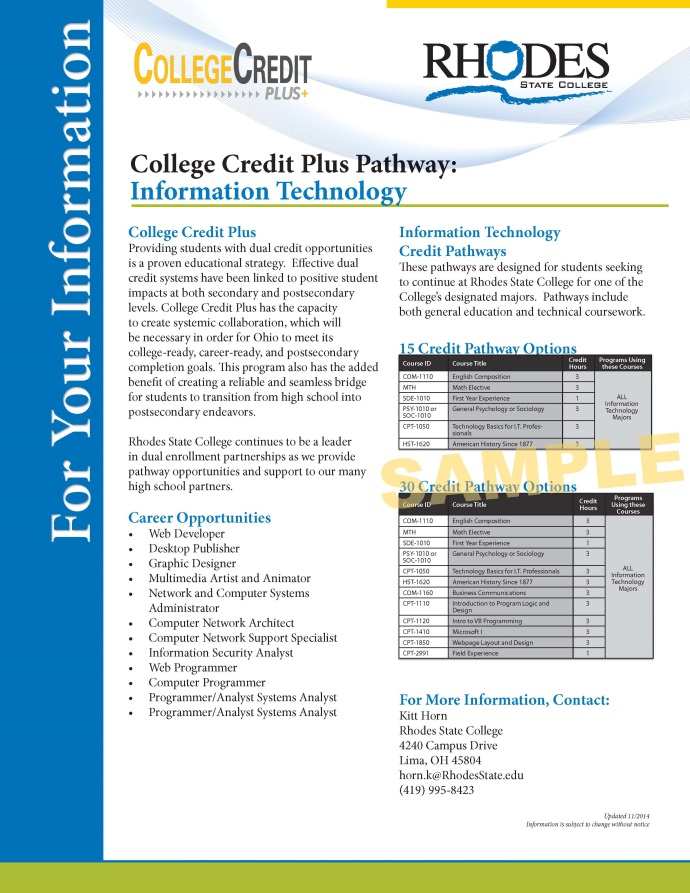 For Your Information
COLLEGECREDIT
PLUS+
RHODES
STATE COLLEGE
College Credit Plus Pathway:
Information Technology
College Credit Plus
Providing students with dual credit opportunities
is a proven educational strategy.  Effective dual
credit systems have been linked to positive student
impacts at both secondary and postsecondary
levels. College Credit Plus has the capacity
to create systemic collaboration, which will
be necessary in order for Ohio to meet its
college-ready, career-ready, and postsecondary
completion goals. This program also has the added
benefit of creating a reliable and seamless bridge
for students to transition from high school into
postsecondary endeavors.
Rhodes State College continues to be a leader
in dual enrollment partnerships as we provide
pathway opportunities and support to our many
high school partners.
Career Opportunities
• Web Developer
• Desktop Publisher
• Graphic Designer
• Multimedia Artist and Animator
• Network and Computer Systems
Administrator
• Computer Network Architect
• Computer Network Support Specialist
• Information Security Analyst
• Web Programmer
• Computer Programmer
• Programmer/Analyst Systems Analyst
• Programmer/Analyst Systems Analyst
Information Technology
Credit Pathways
These pathways are designed for students seeking
to continue at Rhodes State College for one of the
College's designated majors.  Pathways include
both general education and technical coursework.
15 Credit Pathway Options
Course ID Course Title Credit Hours Programs Using these Courses
COM-1110 English Composition 3
MTH Math Elective 3
SDE-1010 First Year Experience 1
PSY-1010 or SOC-1010 General Psychology or Sociology 3
CPT-1050 Technology Basics for I.T. Profes-
sionals 3
HST-1620 American History Since 1877 3
ALL
Information
Technology
Majors
SAMPLE
30 Credit Pathway Options
Course ID Course Title Credit Hours Programs Using these Courses
COM-1110 English Composition 3
MTH Math Elective 3
SDE-1010 First Year Experience 1
PSY-1010 or SOC-1010 General Psychology or Sociology 3
CPT-1050 Technology Basics for I.T. Professionals 3
HST-1620 American History Since 1877 3
COM-1160 Business Communications 3
CPT-1110 Introduction to Program Logic and
Design 3
CPT-1120 Intro to VB Programming 3
CPT-1410 Microsoft I 3
CPT-1850 Webpage Layout and Design 3
CPT-2991 Field Experience 1
ALL
Information
Technology
Majors
For More Information, Contact:
Kitt Horn
Rhodes State College
4240 Campus Drive
Lima, OH 45804
horn.k@RhodesState.edu
(419) 995-8423
Updated 11/2014
Information is subject to change without notice